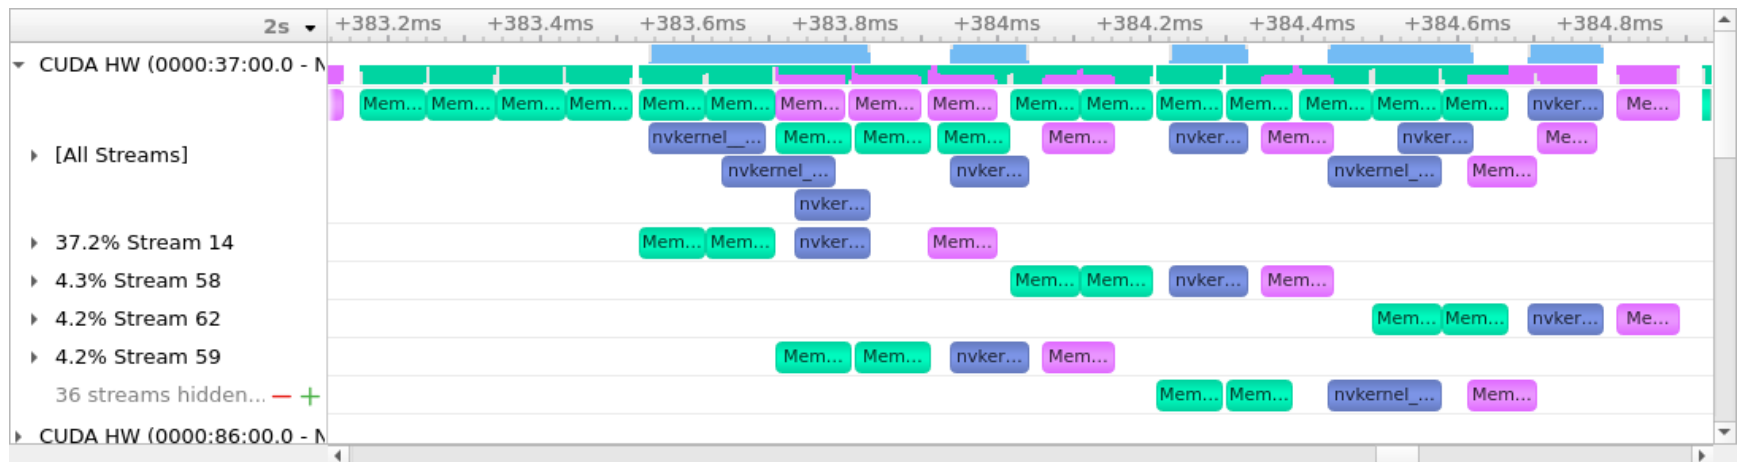 2s +383.2ms +383.4ms +383.6ms +383.8ms +384ms +384.2ms +384.4ms +384.6ms +384.8ms
CUDA HW (0000:37:00.0 - N
Mem... Mem... Mem... Mem... Mem... Mem... Mem... Mem... Mem... Mem... Mem... Mem... Mem... Mem... Mem... Mem... nvker... Me...
nvkernel__... Mem... Mem... Mem... Mem... nvker... Mem... nvker... Me...
[All Streams]
nvkernel_... nvker... nvkernel_... Mem...
nvker...
37.2% Stream 14 Mem... Mem... nvker... Mem...
4.3% Stream 58 Mem... Mem... nvker... Mem...
4.2% Stream 62 Mem... Mem... nvker... Me...
4.2% Stream 59 Mem... Mem... nvker... Mem...
36 streams hidden... — + Mem... Mem... nvkernel_... Mem...
CUDA HW (0000:86:00.0 - N